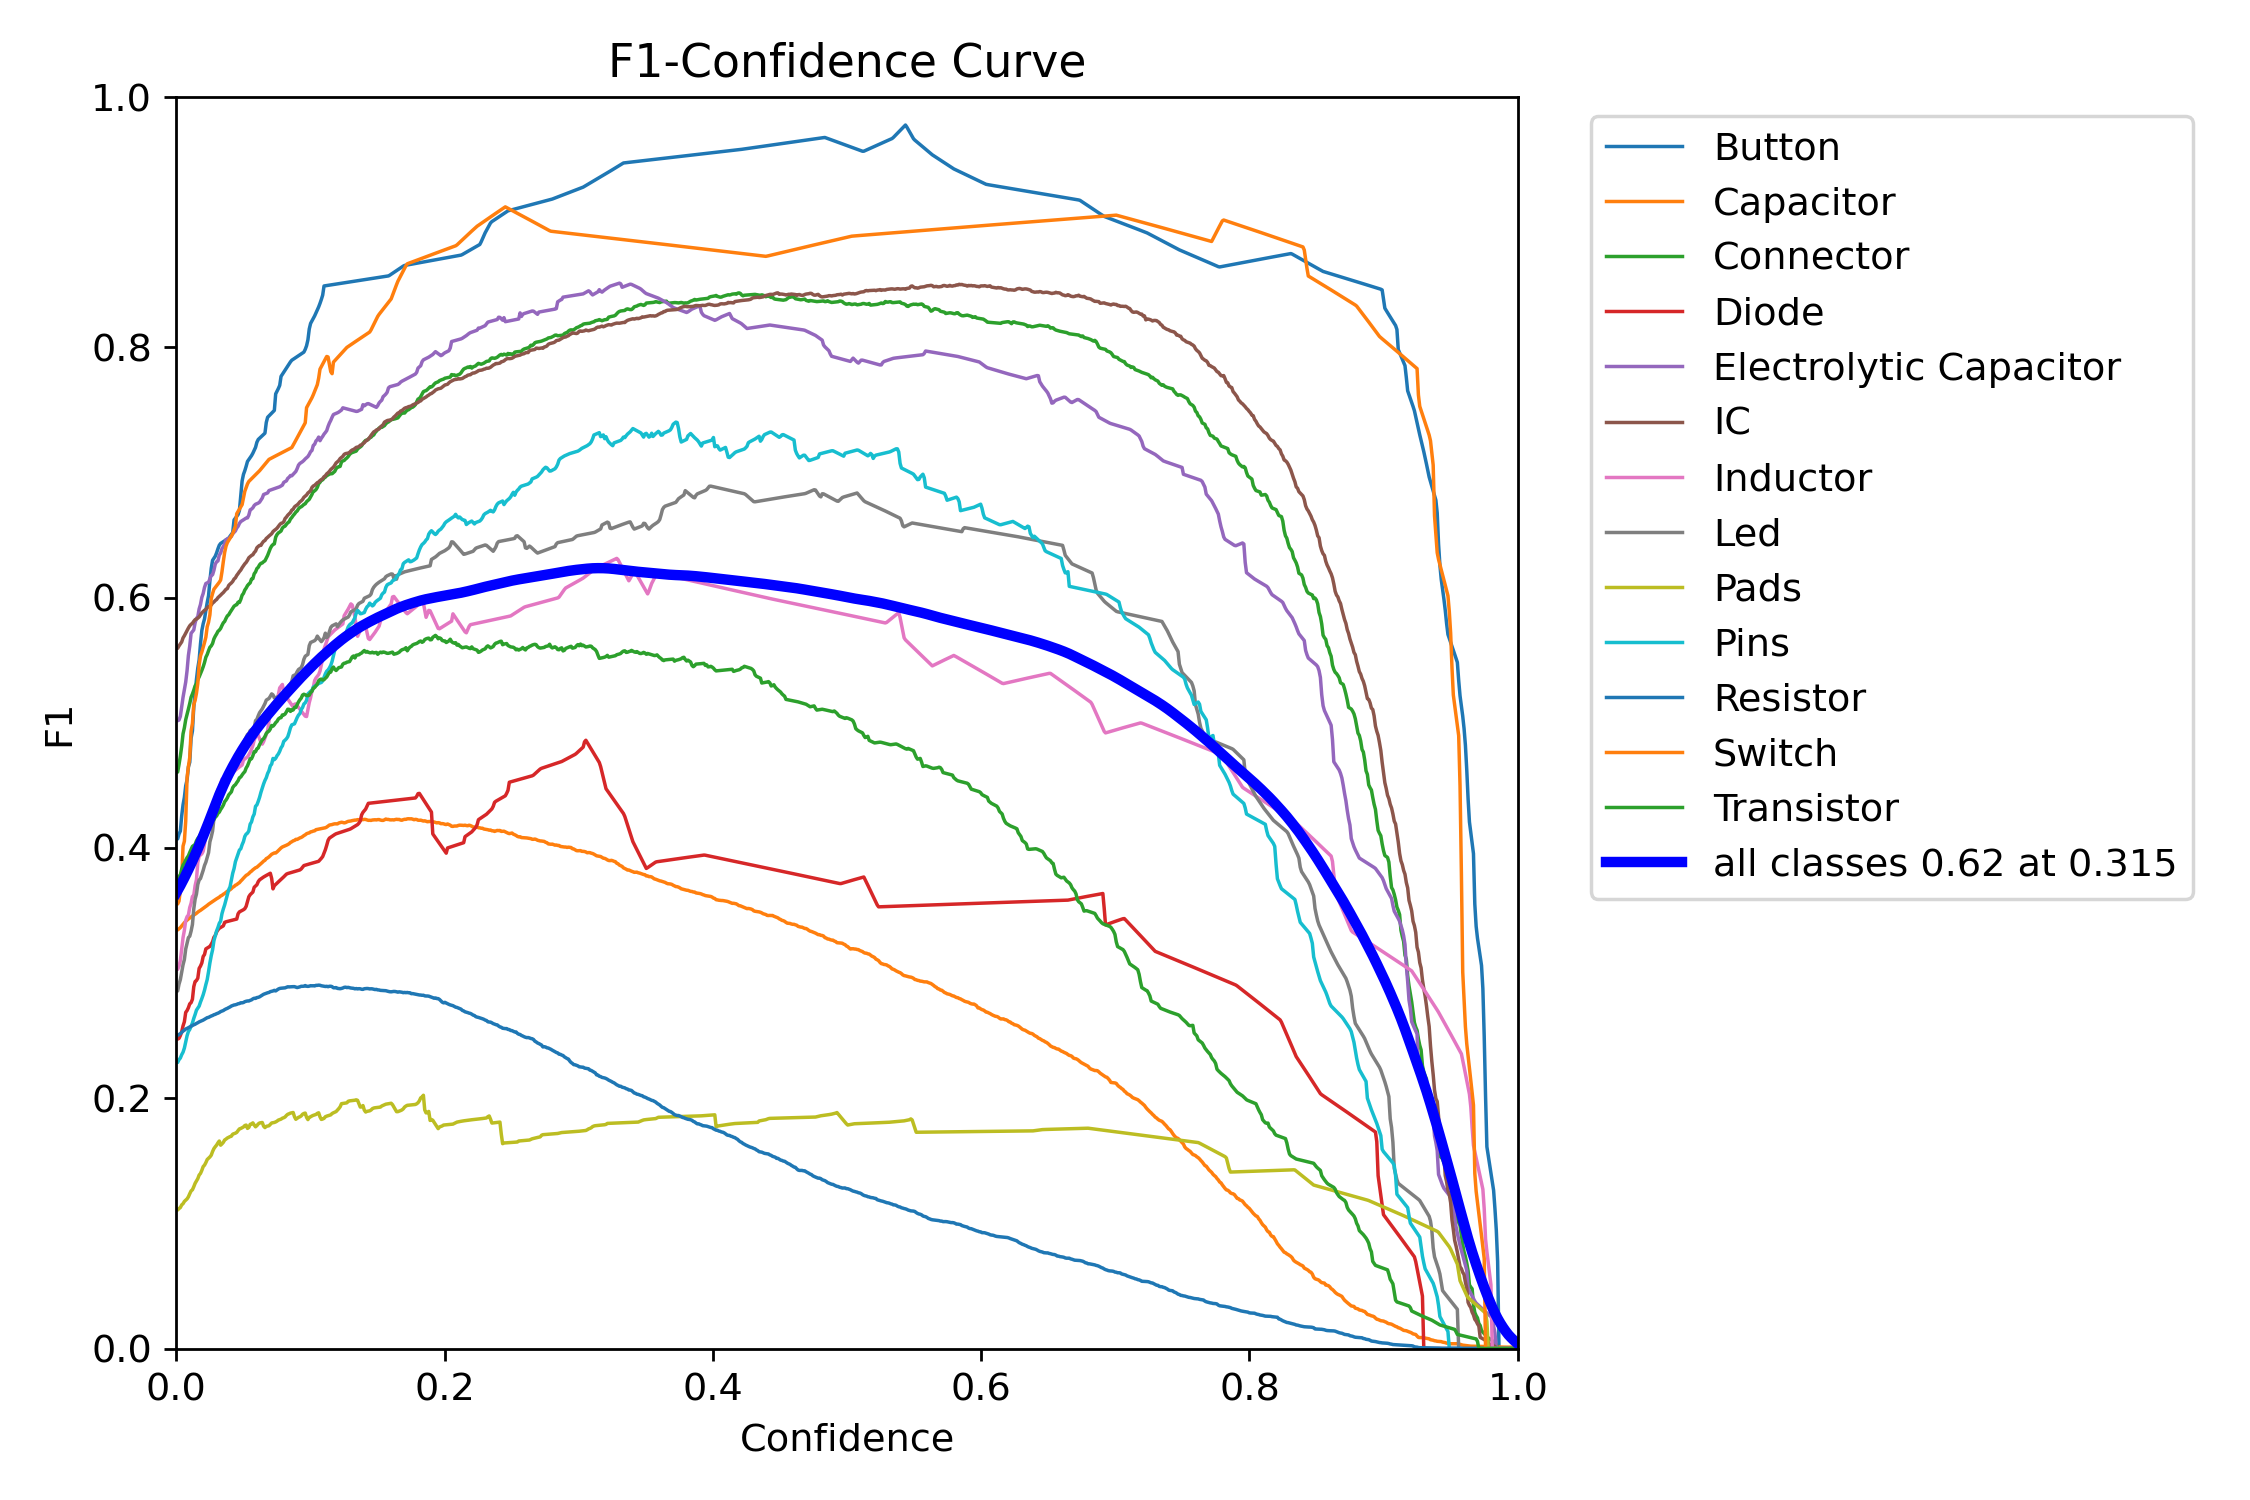 F1-Confidence Curve
1.0
0.8
0.6
0.4
0.2
0.0
F1
0.0 0.2 0.4 0.6 0.8 1.0
Confidence
Button
Capacitor
Connector
Diode
Electrolytic Capacitor
IC
Inductor
Led
Pads
Pins
Resistor
Switch
Transistor
all classes 0.62 at 0.315